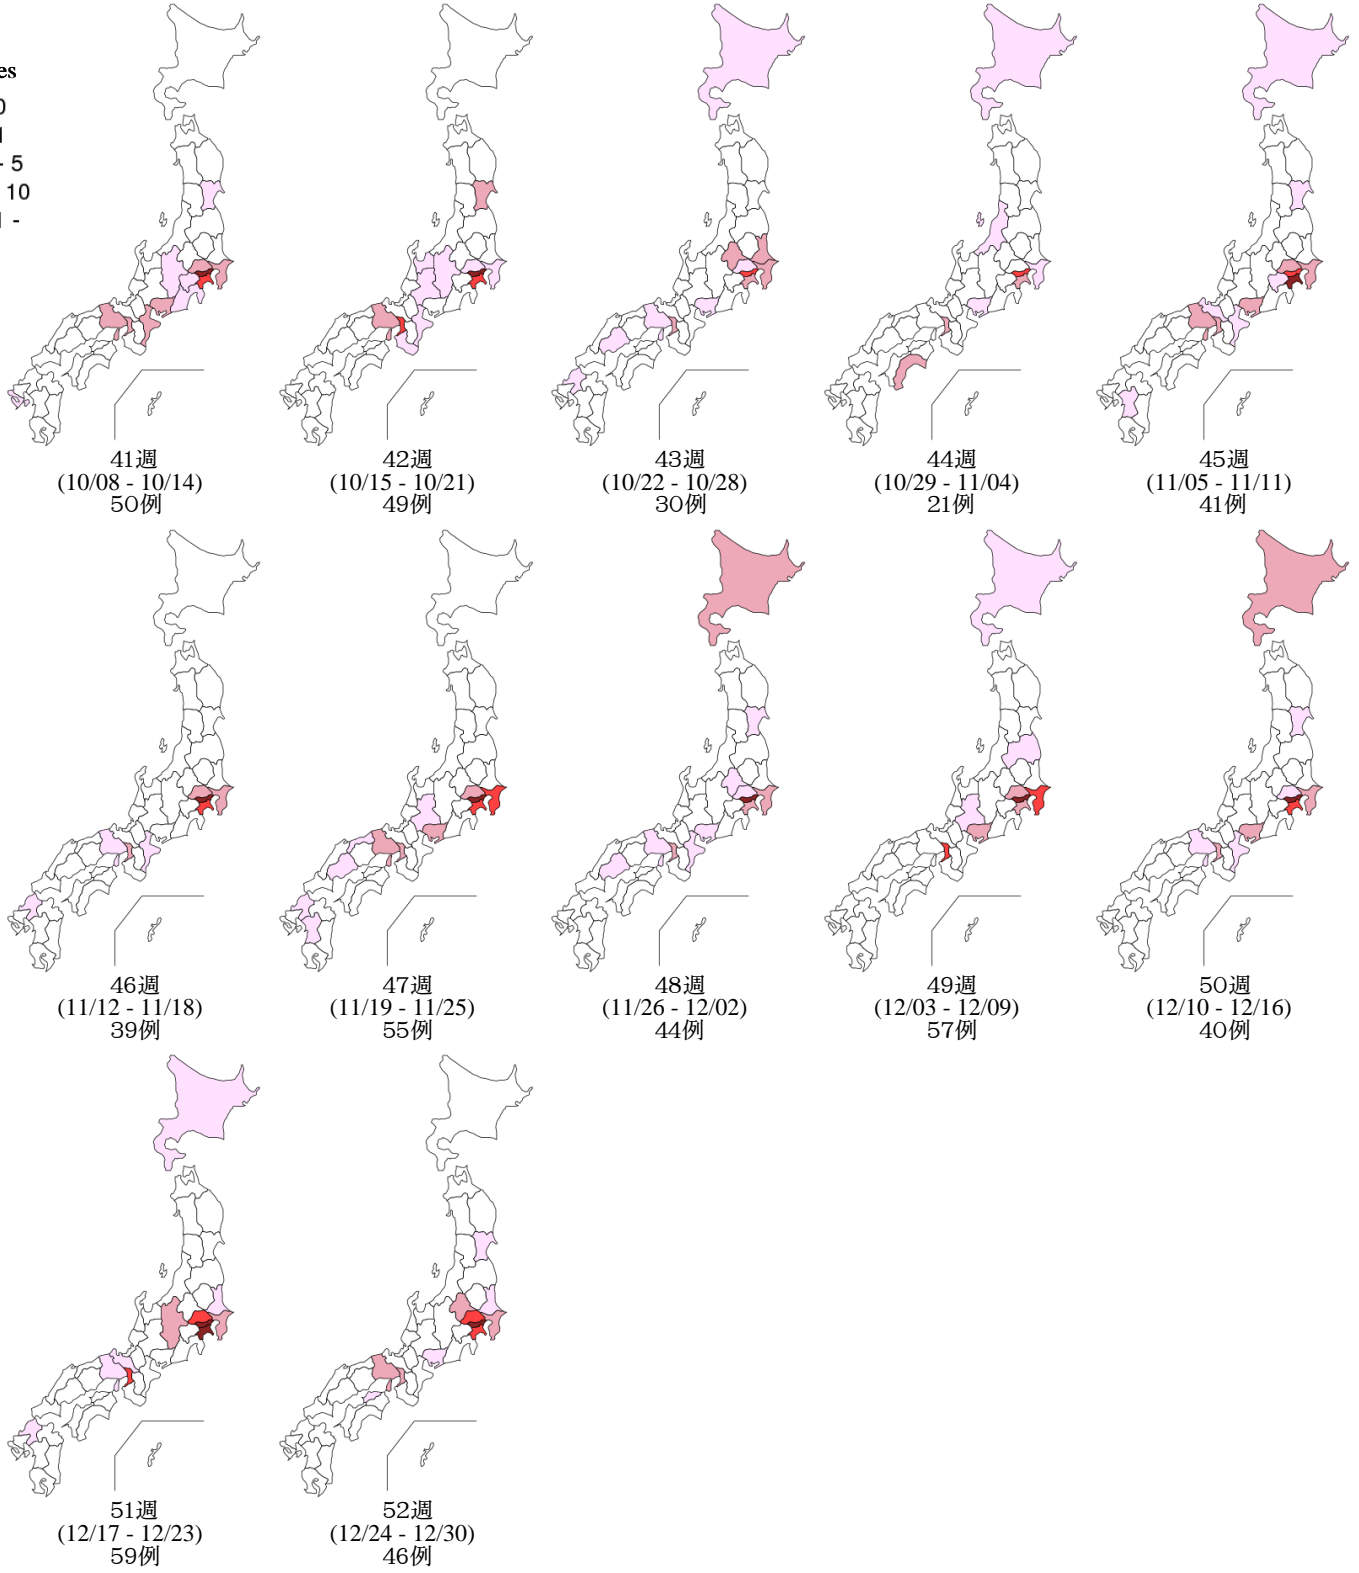 es
0
1
- 5
10
1 -
41週
(10/08 - 10/14)
50例
42週
(10/15 - 10/21)
49例
43週
(10/22 - 10/28)
30例
44週
(10/29 - 11/04)
21例
45週
(11/05 - 11/11)
41例
46週
(11/12 - 11/18)
39例
47週
(11/19 - 11/25)
55例
48週
(11/26 - 12/02)
44例
49週
(12/03 - 12/09)
57例
50週
(12/10 - 12/16)
40例
51週
(12/17 - 12/23)
59例
52週
(12/24 - 12/30)
46例